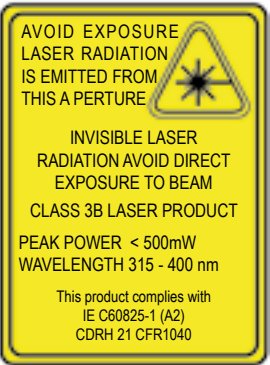 AVOID EXPOSURE
LASER RADIATION
IS EMITTED FROM
THIS A PERTURE
INVISIBLE LASER
RADIATION AVOID DIRECT
EXPOSURE TO BEAM
CLASS 3B LASER PRODUCT
PEAK POWER < 500mW
WAVELENGTH 315 - 400 nm
This product complies with
IE C60825-1 (A2)
CDRH 21 CFR1040